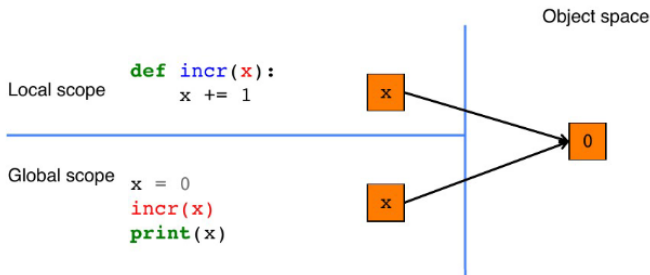 Object space
Local scope
def incr(x):
    x += 1
x
0
Global scope
x = 0
incr(x)
print(x)
x